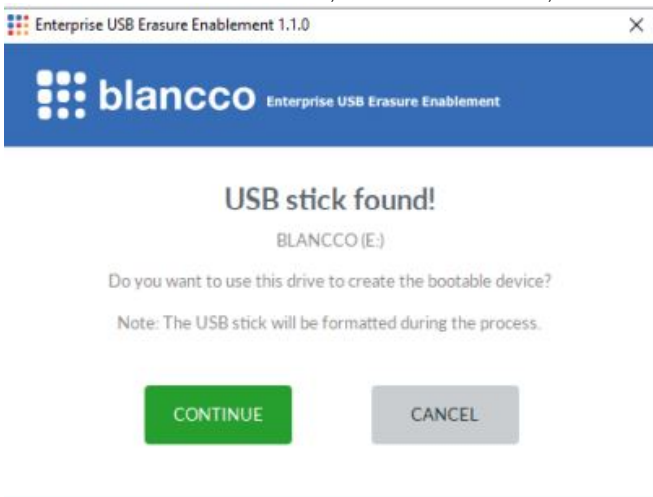 Enterprise USB Erasure Enablement 1.1.0
blancco Enterprise USB Erasure Enablement
USB stick found!
BLANCCO (E:)
Do you want to use this drive to create the bootable device?
Note: The USB stick will be formatted during the process.
CONTINUE CANCEL